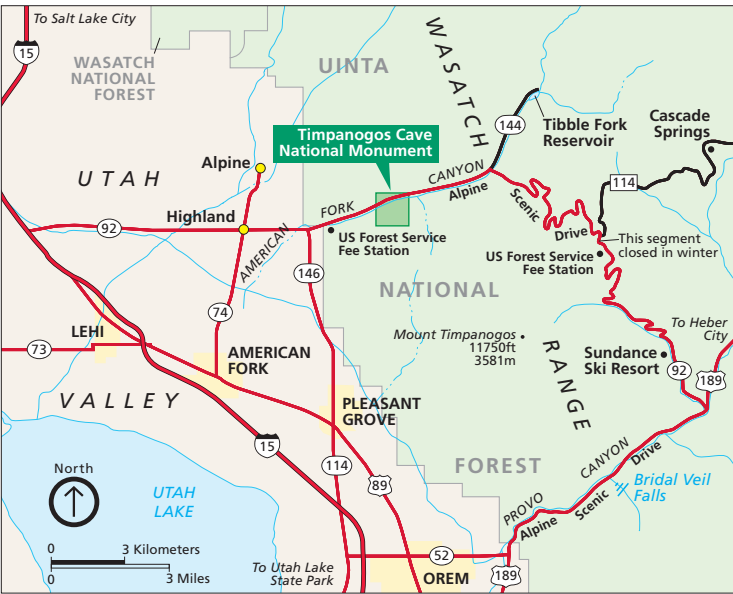 To Salt Lake City
15
WASATCH
NATIONAL
FOREST
UINTA
WASATCH
144
Tibble Fork
Reservoir
Cascade
Springs
Timpanogos Cave
National Monument
Alpine
UTAH
CANYON
Alpine
114
Highland
FORK
Scenic
92
AMERICAN
US Forest Service
Fee Station
Drive
This segment
closed in winter
US Forest Service
Fee Station
146
NATIONAL
74
To Heber
City
LEHI
Mount Timpanogos
11750ft
3581m
RANGE
73
AMERICAN
FORK
Sundance
Ski Resort
92
189
VALLEY
PLEASANT
GROVE
15
CANYON
Drive
North
114
FOREST
89
Bridal Veil
Falls
UTAH
LAKE
PROVO
Alpine
Scenic
0
3 Kilometers
0
3 Miles
52
To Utah Lake
State Park
OREM
189